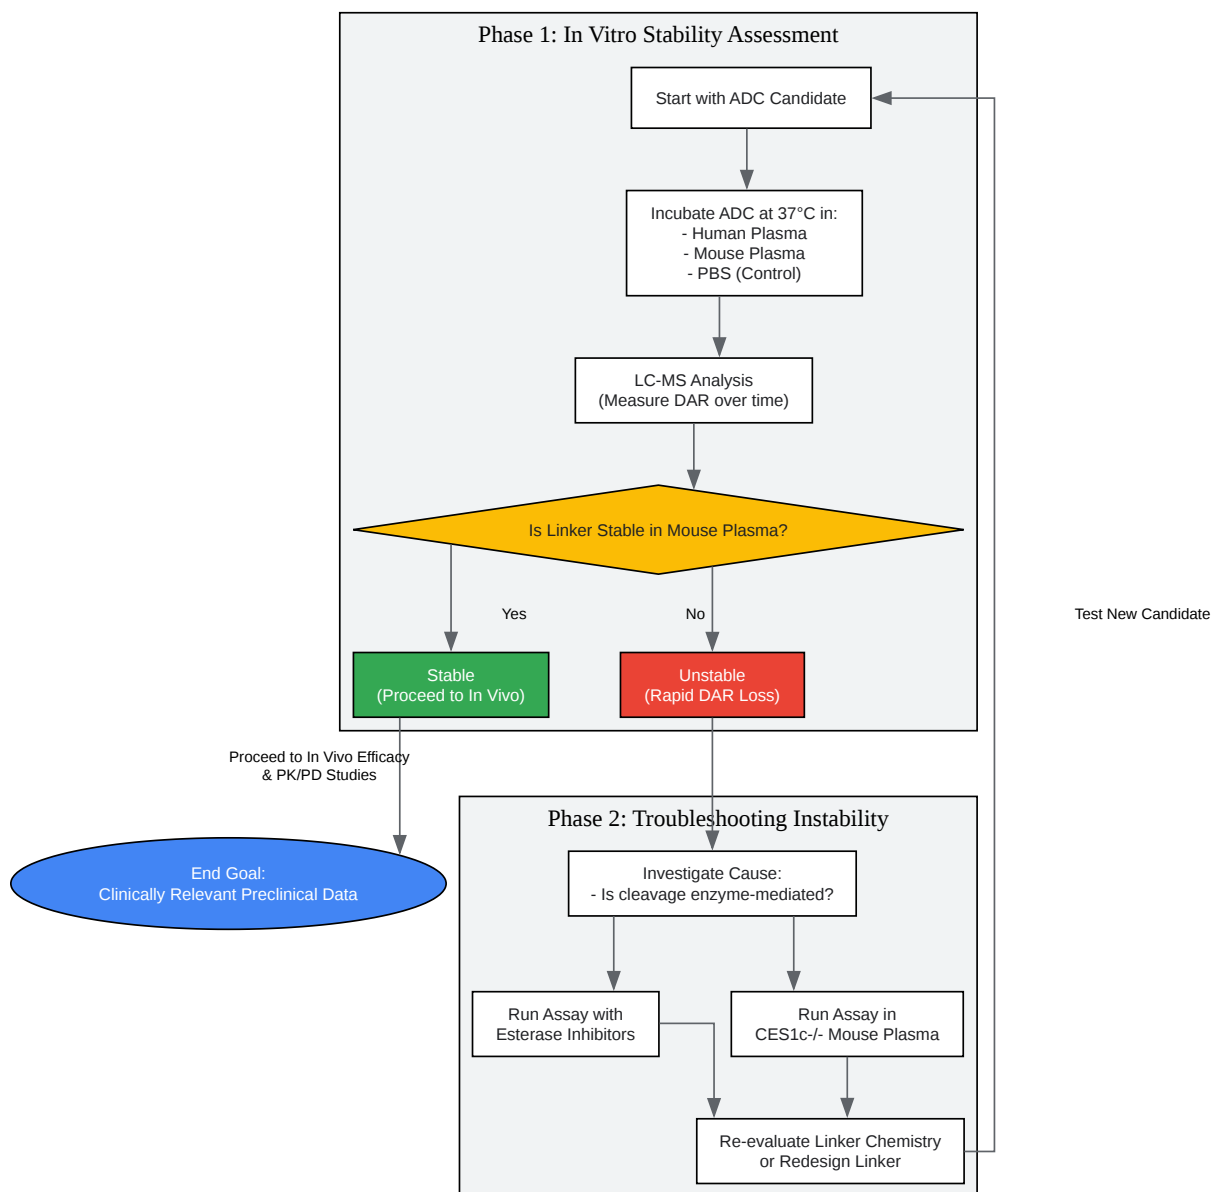 Phase 1: In Vitro Stability Assessment
Start with ADC Candidate
Incubate ADC at 37°C in:
- Human Plasma
- Mouse Plasma
- PBS (Control)
LC-MS Analysis
(Measure DAR over time)
Is Linker Stable in Mouse Plasma?
Yes
No
Test New Candidate
Stable
(Proceed to In Vivo)
Unstable
(Rapid DAR Loss)
Proceed to In Vivo Efficacy
& PK/PD Studies
Phase 2: Troubleshooting Instability
End Goal:
Clinically Relevant Preclinical Data
Investigate Cause:
- Is cleavage enzyme-mediated?
Run Assay with
Esterase Inhibitors
Run Assay in
CES1c-/- Mouse Plasma
Re-evaluate Linker Chemistry
or Redesign Linker